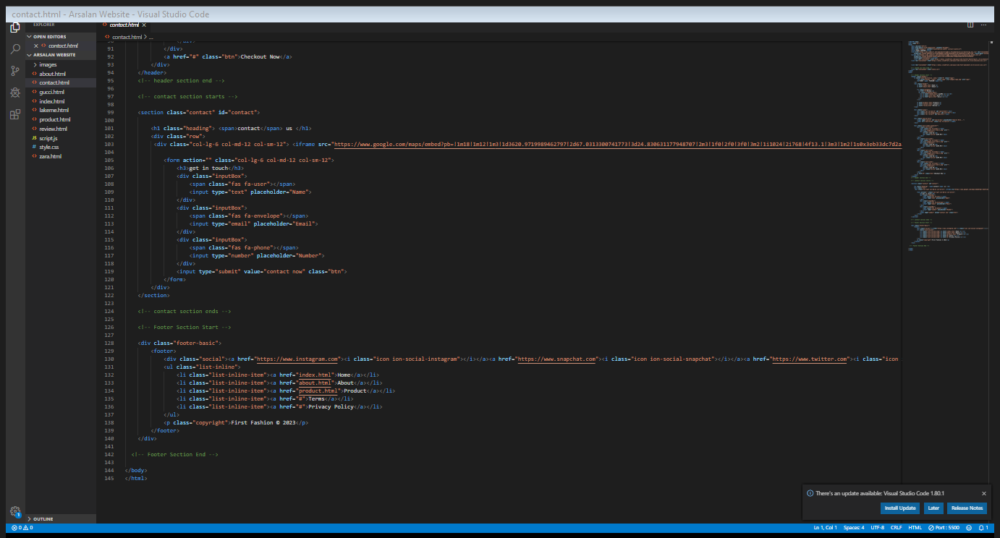 contact.html - Arsalan Website - Visual Studio Code
EXPLORER
OPEN EDITORS
contact.html
ARSALAN WEBSITE
images
about.html
contact.html
gucci.html
index.html
lakeme.html
product.html
review.html
JS script.js
# style.css
zara.html
OUTLINE
contact.html
contact.html > ...
90 </div>
91 </div>
92 <a href="#" class="btn">Checkout Now</a>
93 </div>
94 </header>
95 <!-- header section end -->
96
97 <!-- contact section starts -->
98
99 <section class="contact" id="contact">
100
101 <h1 class="heading"> <span>contact</span> us </h1>
102 <div class="row">
103 <div class="col-lg-6 col-md-12 col-sm-12"> <iframe src="https://www.google.com/maps/embed?pb=!1m18!1m12!1m3!1d3620.9719989462797!2d67.0313300741773!3d24.830631177948707!2m3!1f0!2f0!3f0!3m2!1i1024!2i768!4f13.1!3m3!1m2!1s0x3eb33dc7d2a
104
105 <form action="" class="col-lg-6 col-md-12 col-sm-12">
106 <h3>get in touch</h3>
107 <div class="inputBox">
108 <span class="fas fa-user"></span>
109 <input type="text" placeholder="Name">
110 </div>
111 <div class="inputBox">
112 <span class="fas fa-envelope"></span>
113 <input type="email" placeholder="Email">
114 </div>
115 <div class="inputBox">
116 <span class="fas fa-phone"></span>
117 <input type="number" placeholder="Number">
118 </div>
119 <input type="submit" value="contact now" class="btn">
120 </form>
121 </div>
122 </section>
123
124 <!-- contact section ends -->
125
126 <!-- Footer Section Start -->
127
128 <div class="footer-basic">
129 <footer>
130 <div class="social"><a href="https://www.instagram.com"><i class="icon ion-social-instagram"></i></a><a href="https://www.snapchat.com"><i class="icon ion-social-snapchat"></i></a><a href="https://www.twitter.com"><i class="icon
131 <ul class="list-inline">
132 <li class="list-inline-item"><a href="index.html">Home</a></li>
133 <li class="list-inline-item"><a href="about.html">About</a></li>
134 <li class="list-inline-item"><a href="product.html">Product</a></li>
135 <li class="list-inline-item"><a href="#">Terms</a></li>
136 <li class="list-inline-item"><a href="#">Privacy Policy</a></li>
137 </ul>
138 <p class="copyright">First Fashion © 2023</p>
139 </footer>
140 </div>
141
142 <!-- Footer Section End -->
143
144 </body>
145 </html>
There's an update available: Visual Studio Code 1.80.1
Install Update Later Release Notes
1
0 0 Ln 1, Col 1 Spaces: 4 UTF-8 CRLF HTML Port : 5500 1